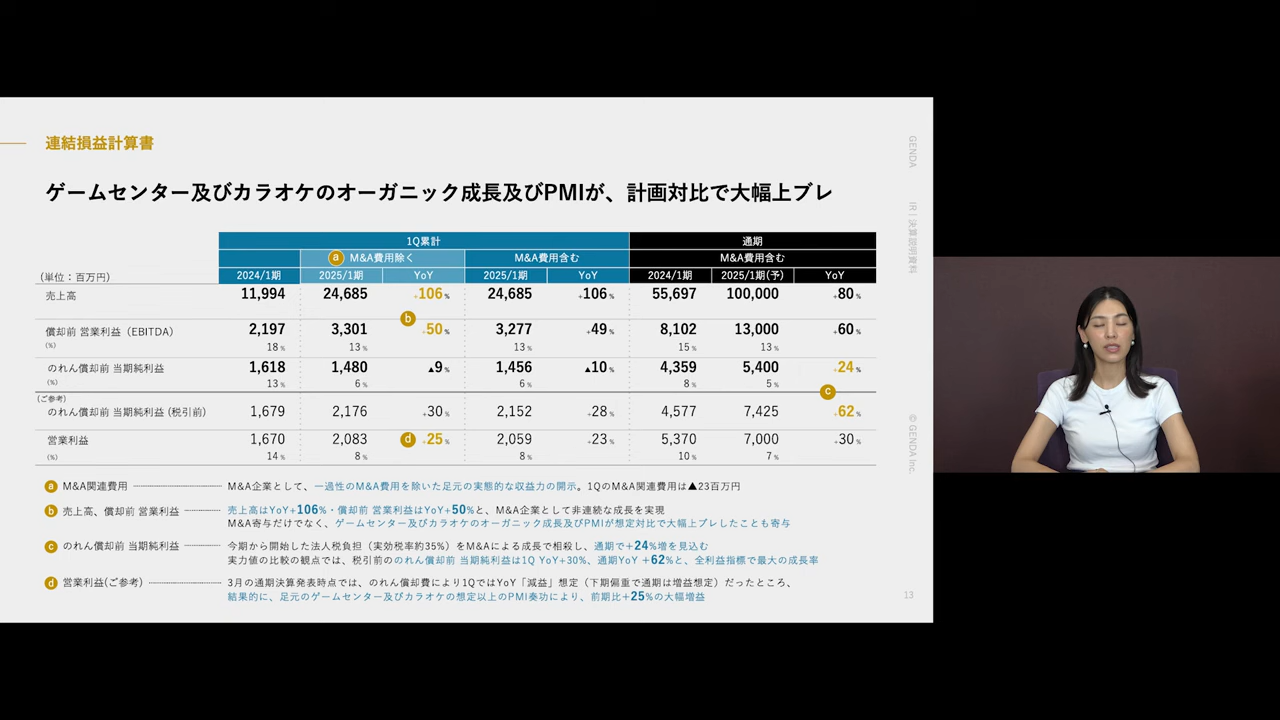 連結損益計算書
ゲームセンター及びカラオケのオーガニック成長及びPMIが、計画対比で大幅上ブレ
1Q累計 通期
a M&A費用除く M&A費用含む M&A費用含む
(単位：百万円) 2024/1期 2025/1期 YoY 2025/1期 YoY 2024/1期 2025/1期(予) YoY
売上高 11,994 24,685 +106% 24,685 +106% 55,697 100,000 +80%
b
償却前 営業利益（EBITDA） 2,197 3,301 +50% 3,277 +49% 8,102 13,000 +60%
(%) 18% 13% 13% 15% 13%
のれん償却前 当期純利益 1,618 1,480 ▲9% 1,456 ▲10% 4,359 5,400 +24%
(%) 13% 6% 6% 8% 5%
c
(ご参考)
のれん償却前 当期純利益 (税引前) 1,679 2,176 +30% 2,152 +28% 4,577 7,425 +62%
営業利益 1,670 2,083 d +25% 2,059 +23% 5,370 7,000 +30%
(%) 14% 8% 8% 10% 7%
a M&A関連費用 M&A企業として、一過性のM&A費用を除いた足元の実態的な収益力の開示。1QのM&A関連費用は▲23百万円
b 売上高、償却前 営業利益 売上高はYoY+106%・償却前 営業利益はYoY+50%と、M&A企業として非連続な成長を実現
M&A寄与だけでなく、ゲームセンター及びカラオケのオーガニック成長及びPMIが想定対比で大幅上ブレしたことも寄与
c のれん償却前 当期純利益 今期から開始した法人税負担（実効税率約35%）をM&Aによる成長で相殺し、通期で+24%増を見込む
実力値の比較の観点では、税引前ののれん償却前 当期純利益は1Q YoY+30%、通期YoY +62%と、全利益指標で最大の成長率
d 営業利益(ご参考) 3月の通期決算発表時点では、のれん償却費により1QではYoY「減益」想定（下期偏重で通期は増益想定）だったところ、
結果的に、足元のゲームセンター及びカラオケの想定以上のPMI奏功により、前期比+25%の大幅増益
13
GENDA
IR｜決算説明資料
© GENDA Inc.